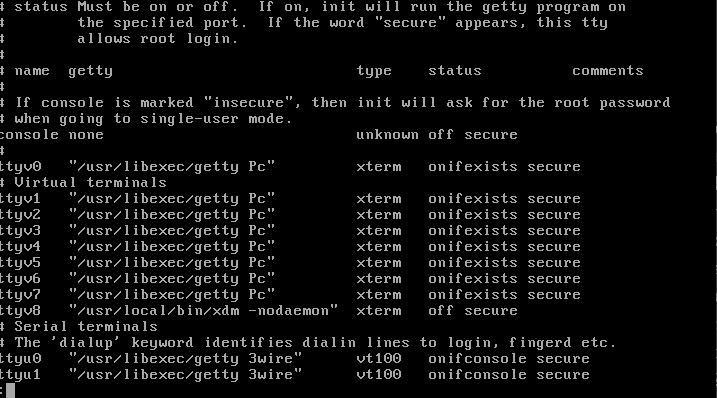 # status Must be on or off.  If on, init will run the getty program on
#        the specified port.  If the word "secure" appears, this tty
#        allows root login.
#
# name  getty                           type    status          comments
#
# If console is marked "insecure", then init will ask for the root password
# when going to single-user mode.
console none                            unknown off secure
#
ttyv0   "/usr/libexec/getty Pc"         xterm   onifexists secure
# Virtual terminals
ttyv1   "/usr/libexec/getty Pc"         xterm   onifexists secure
ttyv2   "/usr/libexec/getty Pc"         xterm   onifexists secure
ttyv3   "/usr/libexec/getty Pc"         xterm   onifexists secure
ttyv4   "/usr/libexec/getty Pc"         xterm   onifexists secure
ttyv5   "/usr/libexec/getty Pc"         xterm   onifexists secure
ttyv6   "/usr/libexec/getty Pc"         xterm   onifexists secure
ttyv7   "/usr/libexec/getty Pc"         xterm   onifexists secure
ttyv8   "/usr/local/bin/xdm -nodaemon"  xterm   off secure
# Serial terminals
# The 'dialup' keyword identifies dialin lines to login, fingerd etc.
ttyu0   "/usr/libexec/getty 3wire"      vt100   onifconsole secure
ttyu1   "/usr/libexec/getty 3wire"      vt100   onifconsole secure
: